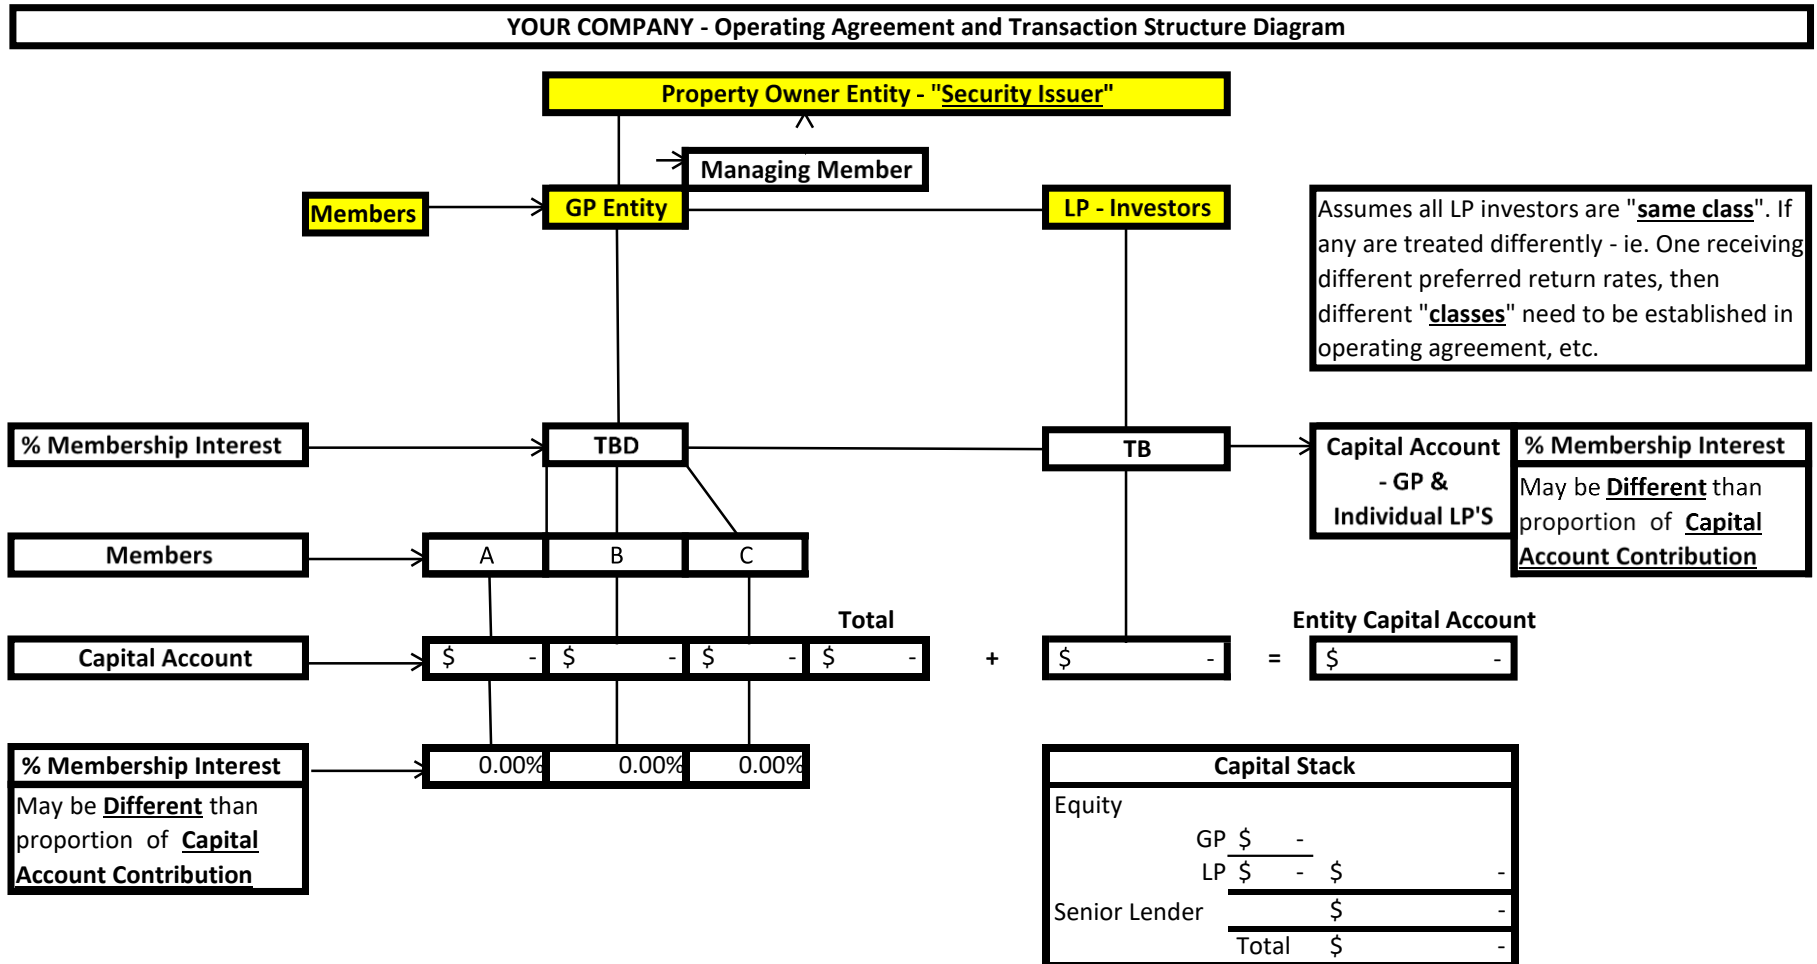 YOUR COMPANY - Operating Agreement and Transaction Structure Diagram
Property Owner Entity - "Security Issuer"
Managing Member
Members
GP Entity
LP - Investors
Assumes all LP investors are "same class". If
any are treated differently - ie. One receiving
different preferred return rates, then
different "classes" need to be established in
operating agreement, etc.
% Membership Interest
TBD
TB
Capital Account
- GP &
Individual LP'S
% Membership Interest
May be Different than
proportion of Capital
Account Contribution
Members
A
B
C
Total
Entity Capital Account
Capital Account
$ -
$ -
$ -
$ -
+
$ -
=
$ -
% Membership Interest
0.00%
0.00%
0.00%
May be Different than
proportion of Capital
Account Contribution
Capital Stack
Equity
GP $ -
LP $ - $ -
Senior Lender $ -
Total $ -